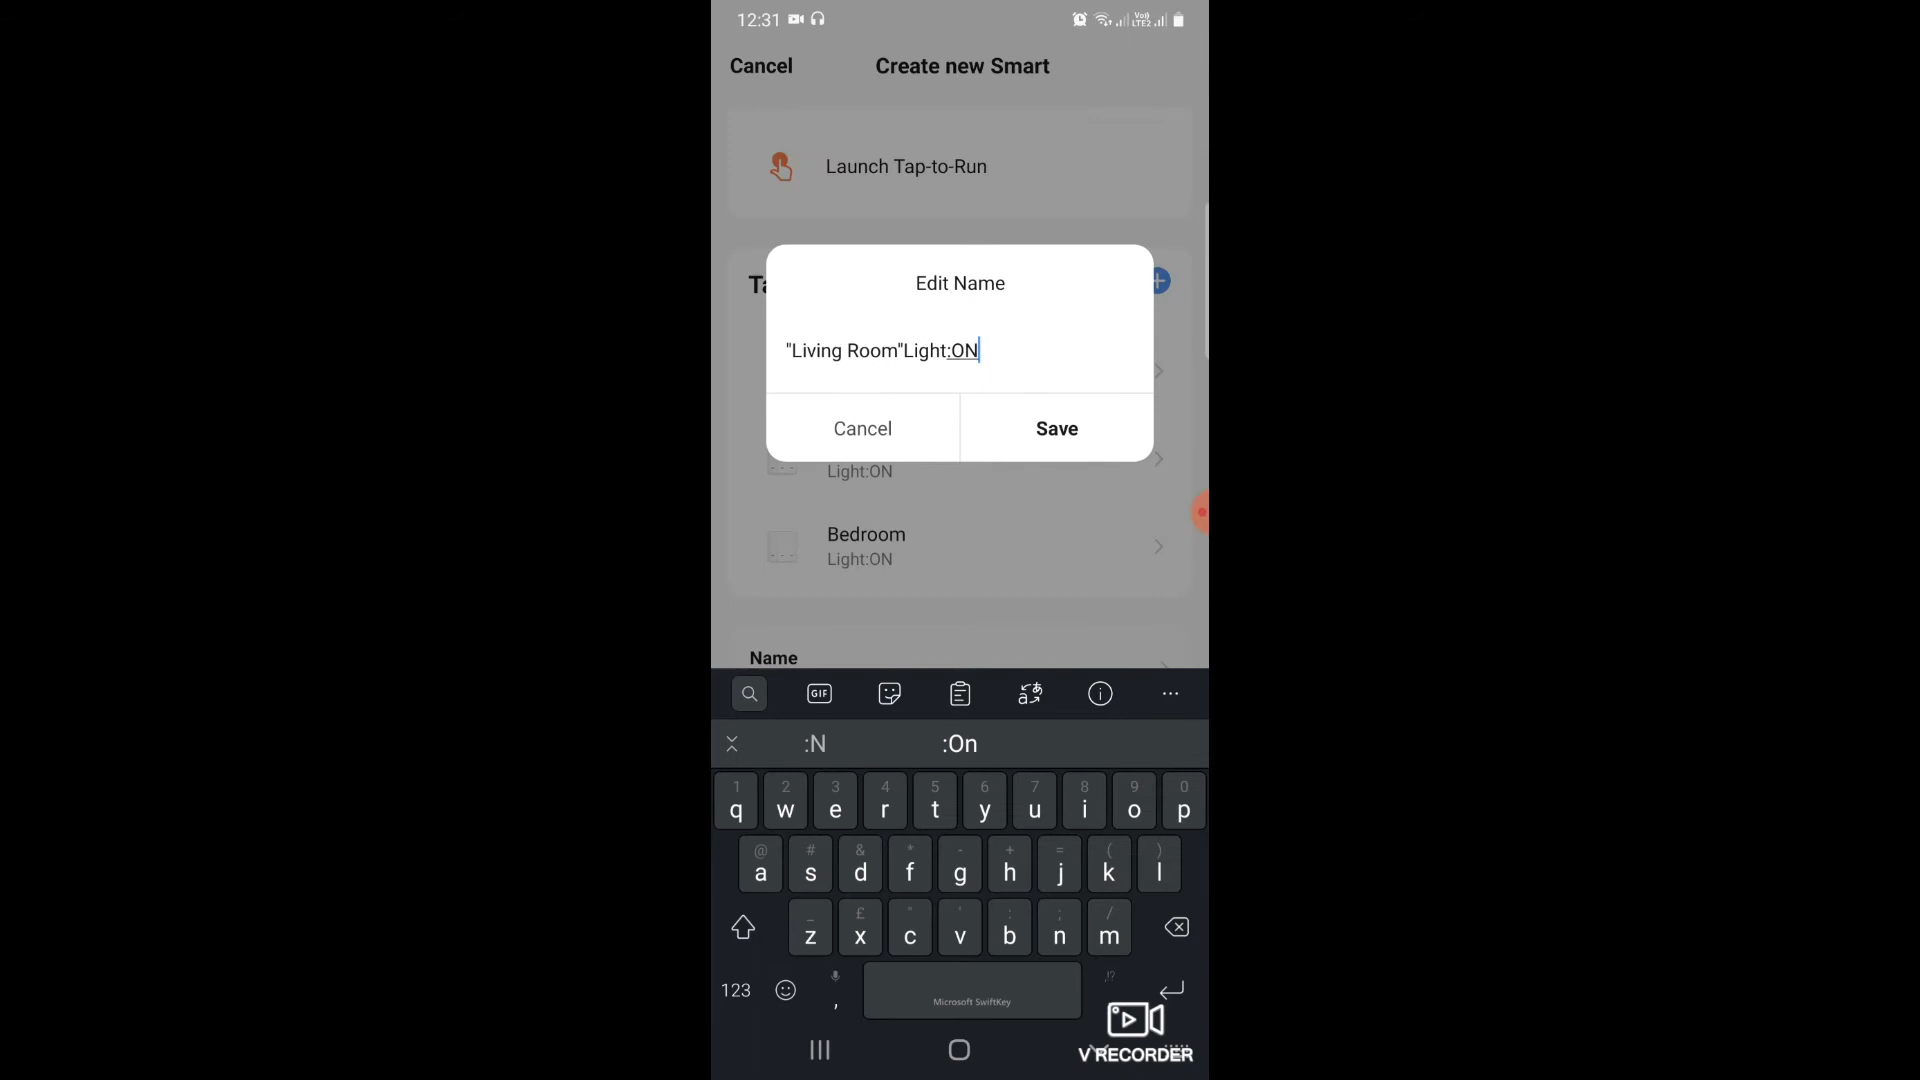 12:31 Vo) LTE2
Cancel Create new Smart
Launch Tap-to-Run
Ta
Edit Name
"Living Room"Light:ON
Cancel Save
Light:ON
Bedroom
Light:ON
Name
GIF
:N :On
1 2 3 4 5 6 7 8 9 0
q w e r t y u i o p
@ # & * - + = ( )
a s d f g h j k l
_ £ " ' : ; /
z x c v b n m
,!?
123 , Microsoft SwiftKey
V RECORDER